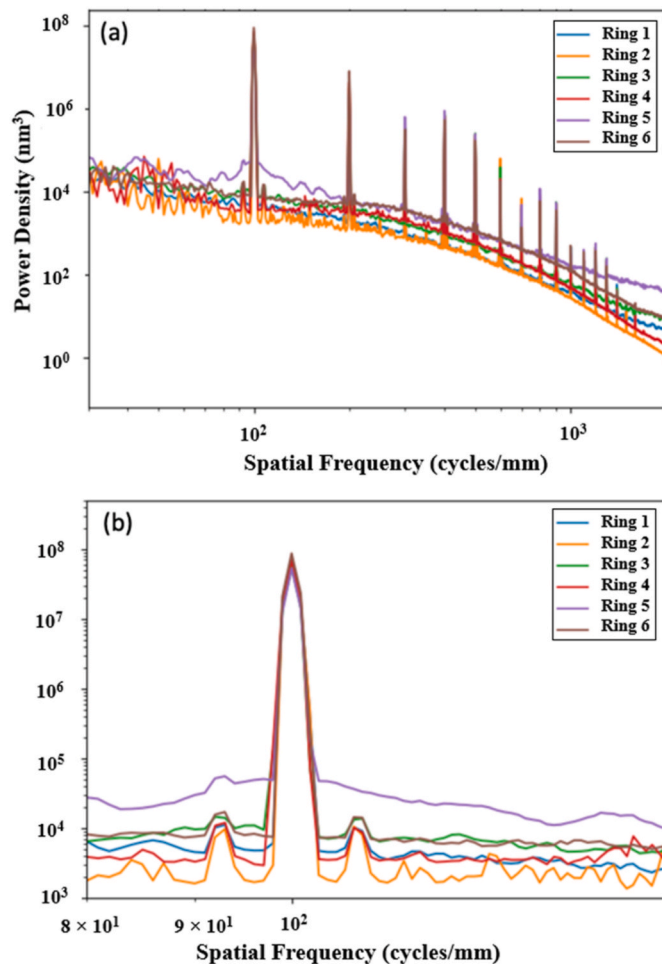 (a)
10⁸
10⁶
10⁴
10²
10⁰
Power Density (nm³)
Ring 1
Ring 2
Ring 3
Ring 4
Ring 5
Ring 6
10² 10³
Spatial Frequency (cycles/mm)
(b)
10⁸
10⁷
10⁶
10⁵
10⁴
10³
Ring 1
Ring 2
Ring 3
Ring 4
Ring 5
Ring 6
8 × 10¹ 9 × 10¹ 10²
Spatial Frequency (cycles/mm)